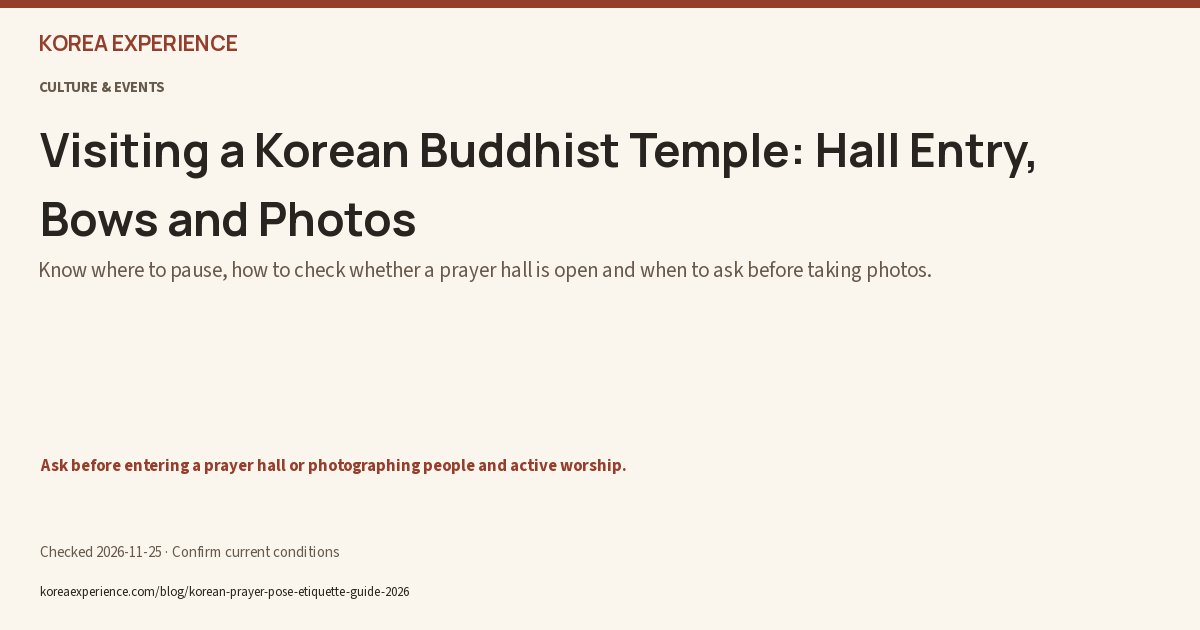 KOREA EXPERIENCE
CULTURE & EVENTS
Visiting a Korean Buddhist Temple: Hall Entry,
Bows and Photos
Know where to pause, how to check whether a prayer hall is open and when to ask before taking photos.
Ask before entering a prayer hall or photographing people and active worship.
Checked 2026-11-25 · Confirm current conditions
koreaexperience.com/blog/korean-prayer-pose-etiquette-guide-2026